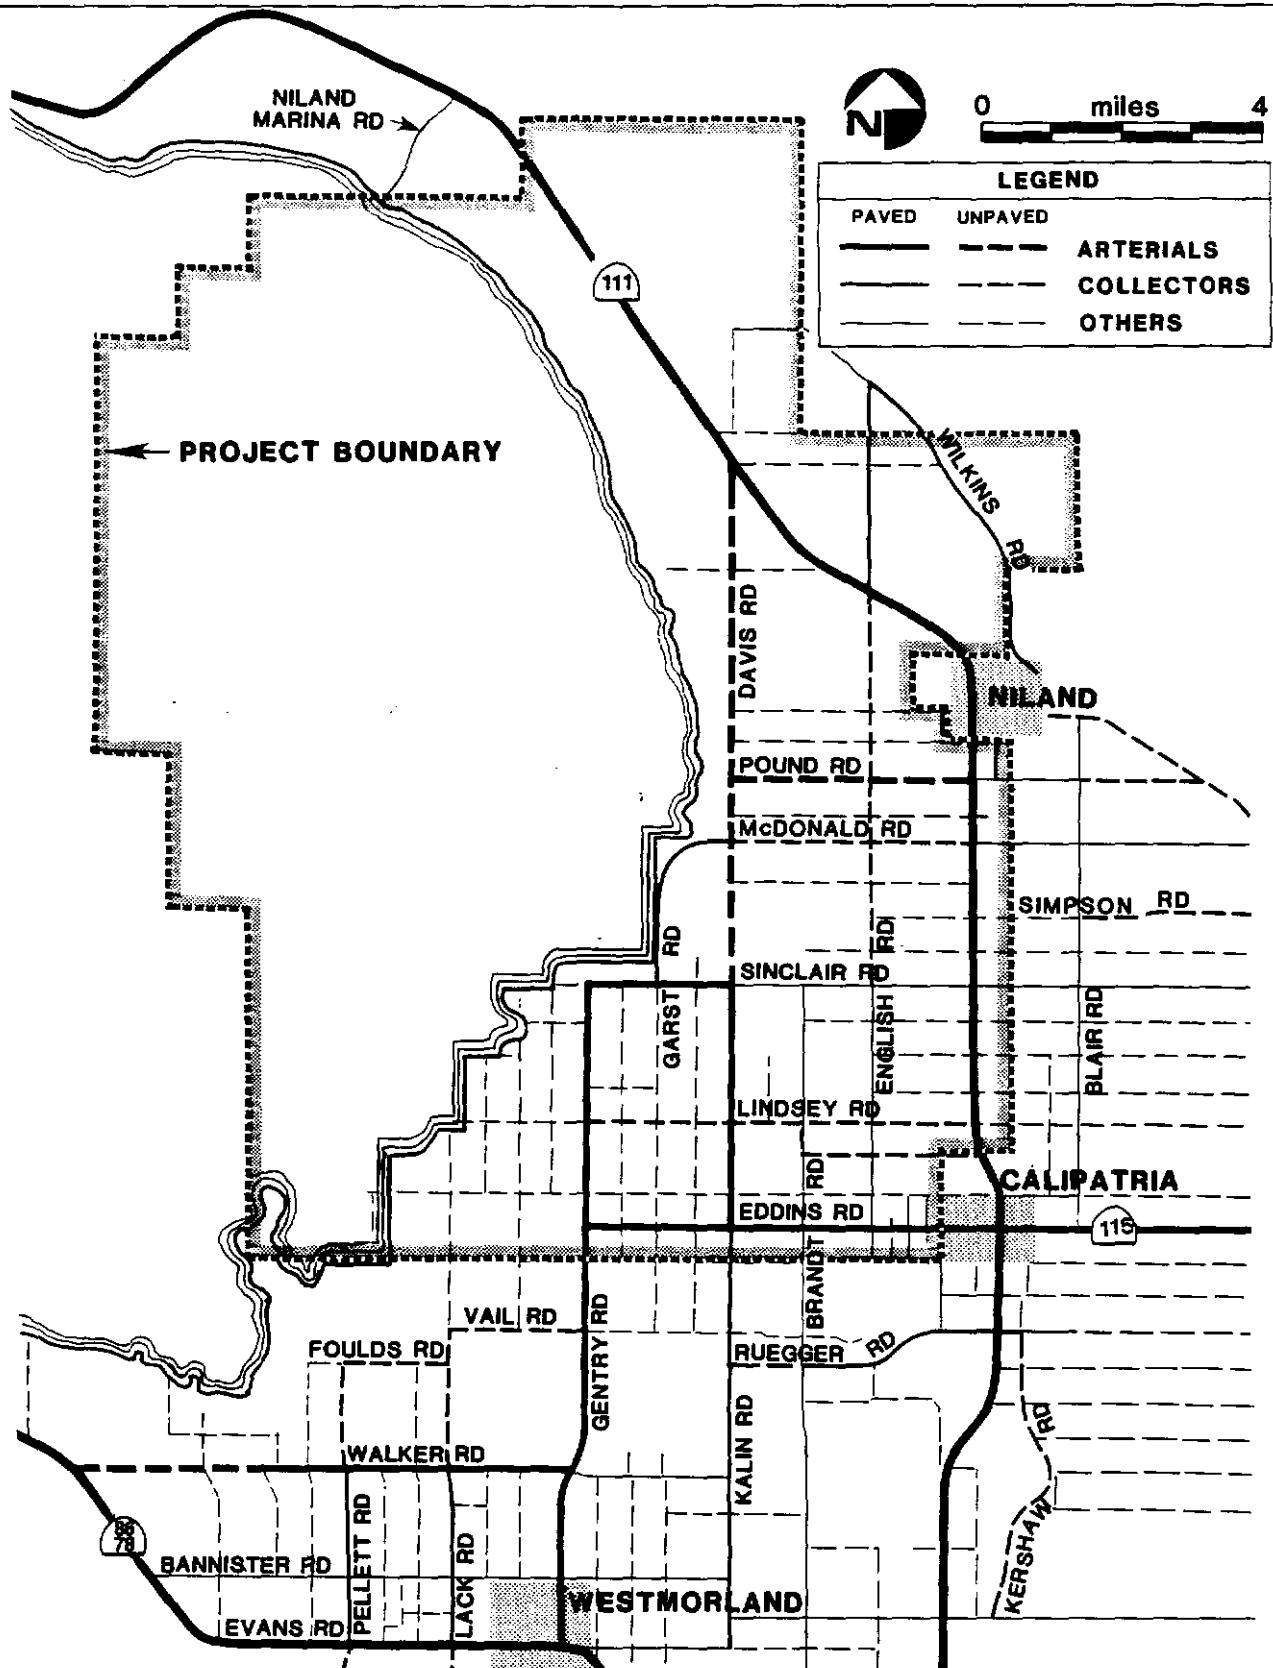 NILAND
MARINA RD
N
0 miles 4
LEGEND
PAVED UNPAVED
ARTERIALS
COLLECTORS
OTHERS
111
PROJECT BOUNDARY
WILKINS RD
DAVIS RD
NILAND
POUND RD
McDONALD RD
SIMPSON RD
GARST RD
SINCLAIR RD
ENGLISH RD
BLAIR RD
LINDSEY RD
CALIPATRIA
EDDINS RD
115
BRANDT RD
VAIL RD
GENTRY RD
FOULDS RD
RUEGGER RD
KALIN RD
WALKER RD
KERSHAW RD
86
78
PELLETT RD
LACK RD
BANNISTER RD
WESTMORLAND
EVANS RD